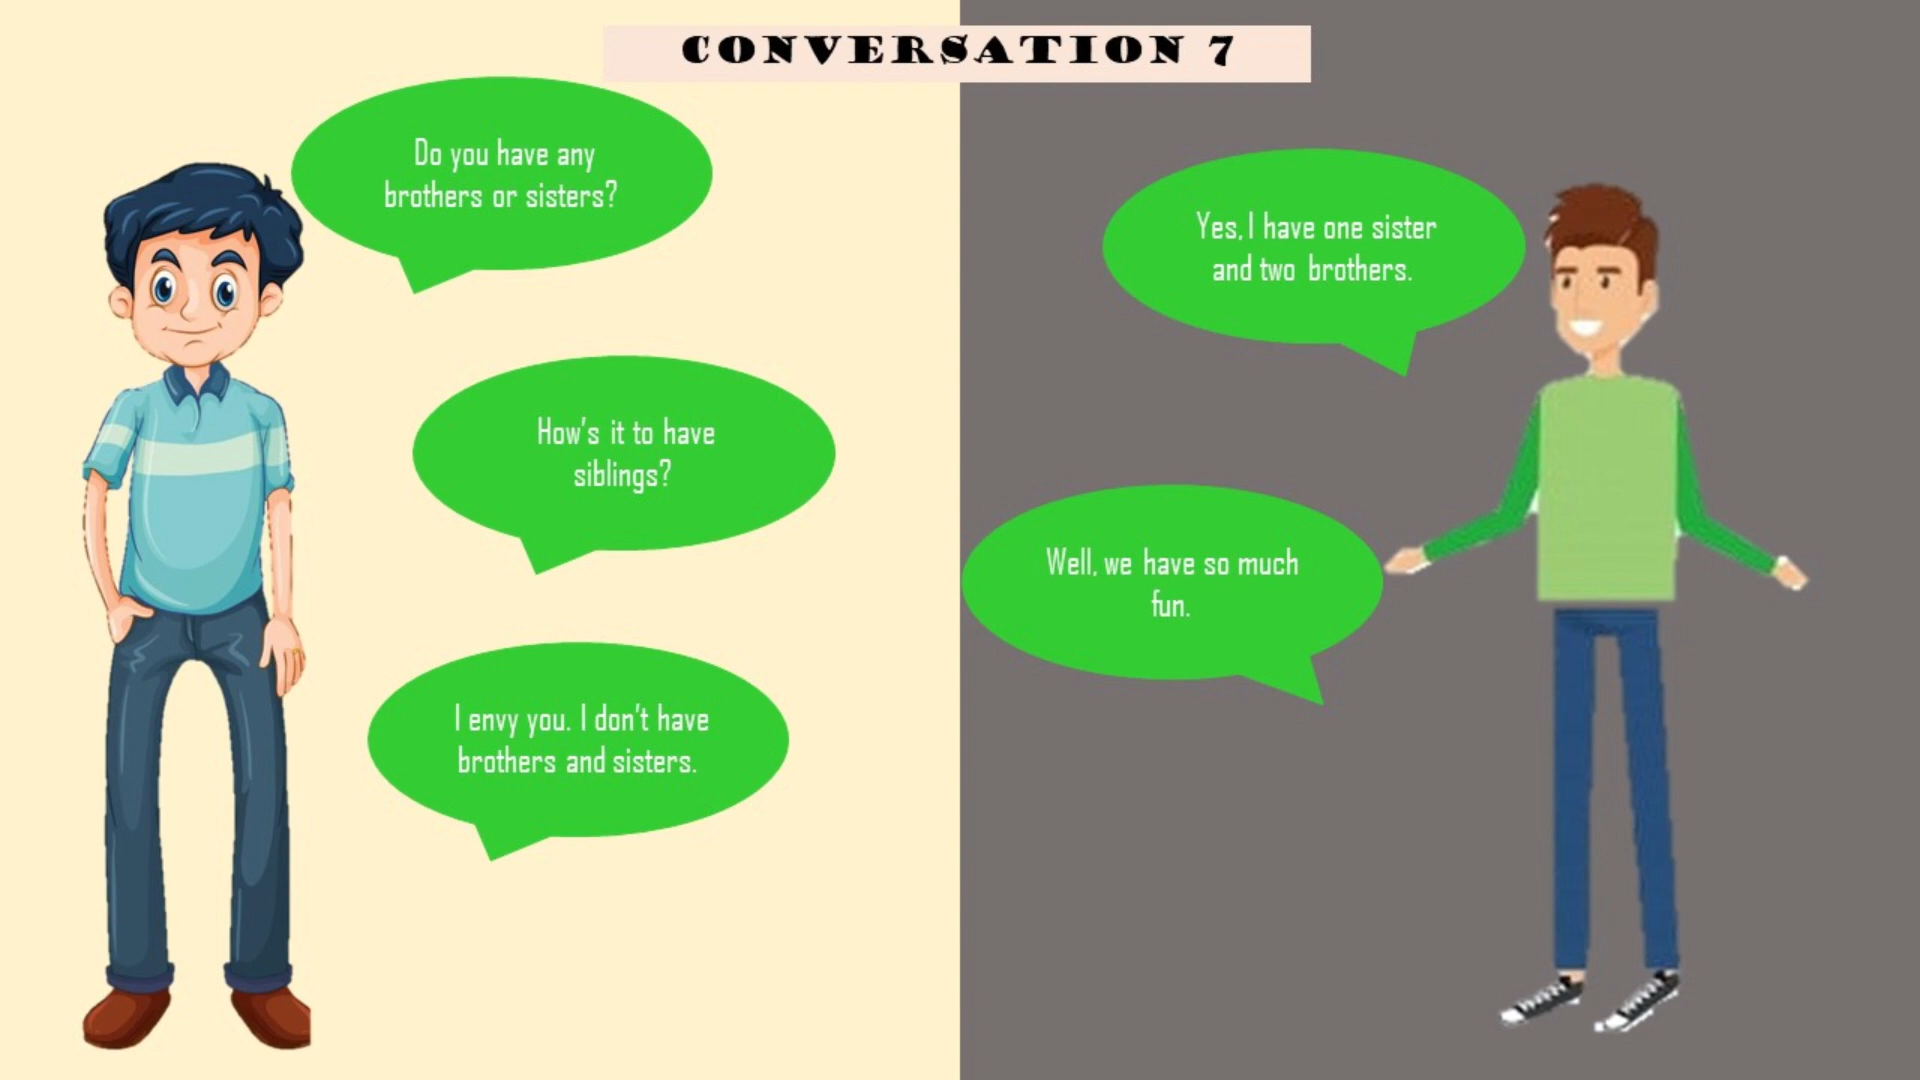 CONVERSATION 7
Do you have any
brothers or sisters?
Yes, I have one sister
and two brothers.
How's it to have
siblings?
Well, we have so much
fun.
I envy you. I don't have
brothers and sisters.